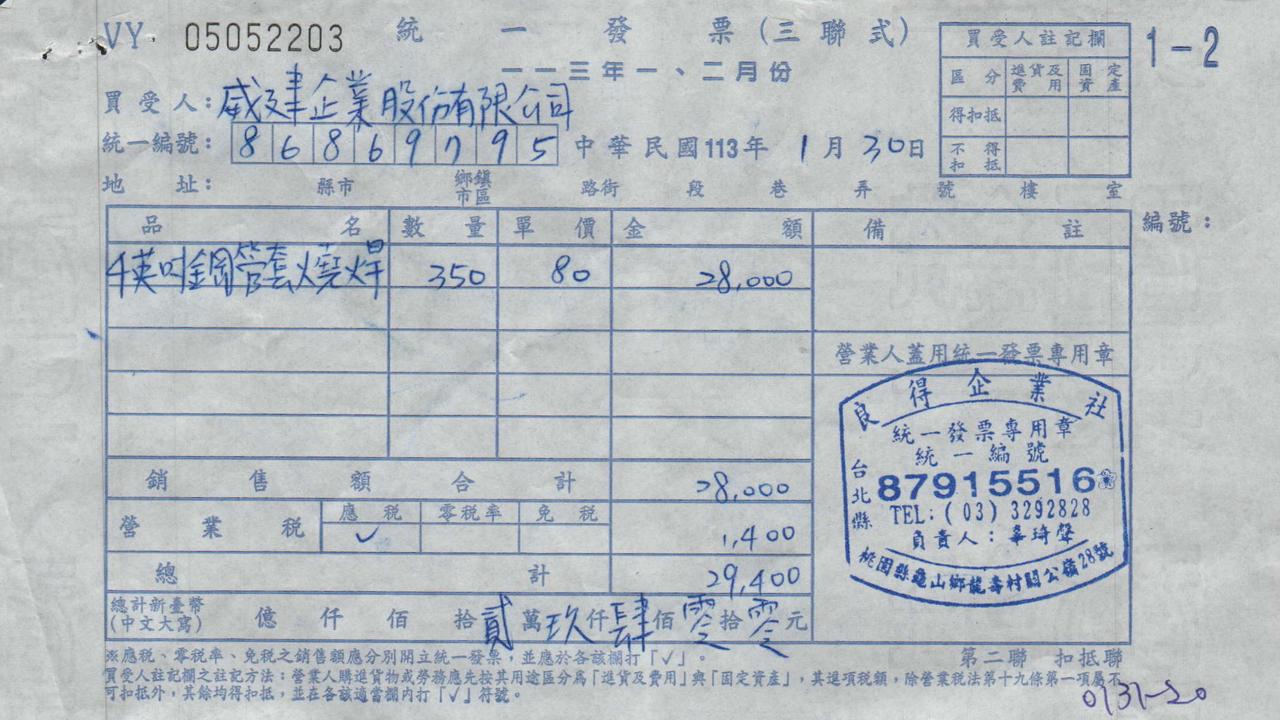 VY 05052203 統一發票(三聯式) 1-2
一一三年一、二月份
買受人註記欄
區分 進貨及費用 固定資產
得扣抵
不得扣抵
買受人:威建企業股份有限公司
統一編號: 86869795 中華民國113年1月30日
地址: 縣市 鄉鎮市區 路街 段 巷 弄 號 樓 室
品名 數量 單價 金額 備註 編號:
4英吋鋼管套燒焊 350 80 28,000
營業人蓋用統一發票專用章
良得企業社
統一發票專用章
統一編號
台北縣
87915516
TEL:(03)3292828
負責人:
桃園縣龜山鄉龍壽村關公嶺28號
銷售額合計 28,000
營業稅 應稅 ✓ 零稅率 免稅 1,400
總計 29,400
總計新臺幣(中文大寫) 億 仟 佰 拾貳萬玖仟肆佰零拾零元
※應稅、零稅率、免稅之銷售額應分別開立統一發票,並應於各該欄打「✓」。
第二聯 扣抵聯
買受人註記欄之註記方法:營業人購進貨物或勞務應先按其用途區分為「進貨及費用」與「固定資產」,其進項稅額,除營業稅法第十九條第一項屬不
可扣抵外,其餘均得扣抵,並在各該適當欄內打「✓」符號。